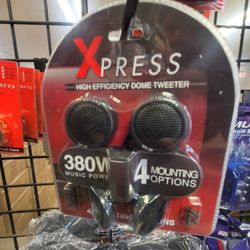 XPRESS
HIGH EFFICIENCY DOME TWEETER
380W
MUSIC POWER
4
MOUNTING
OPTIONS